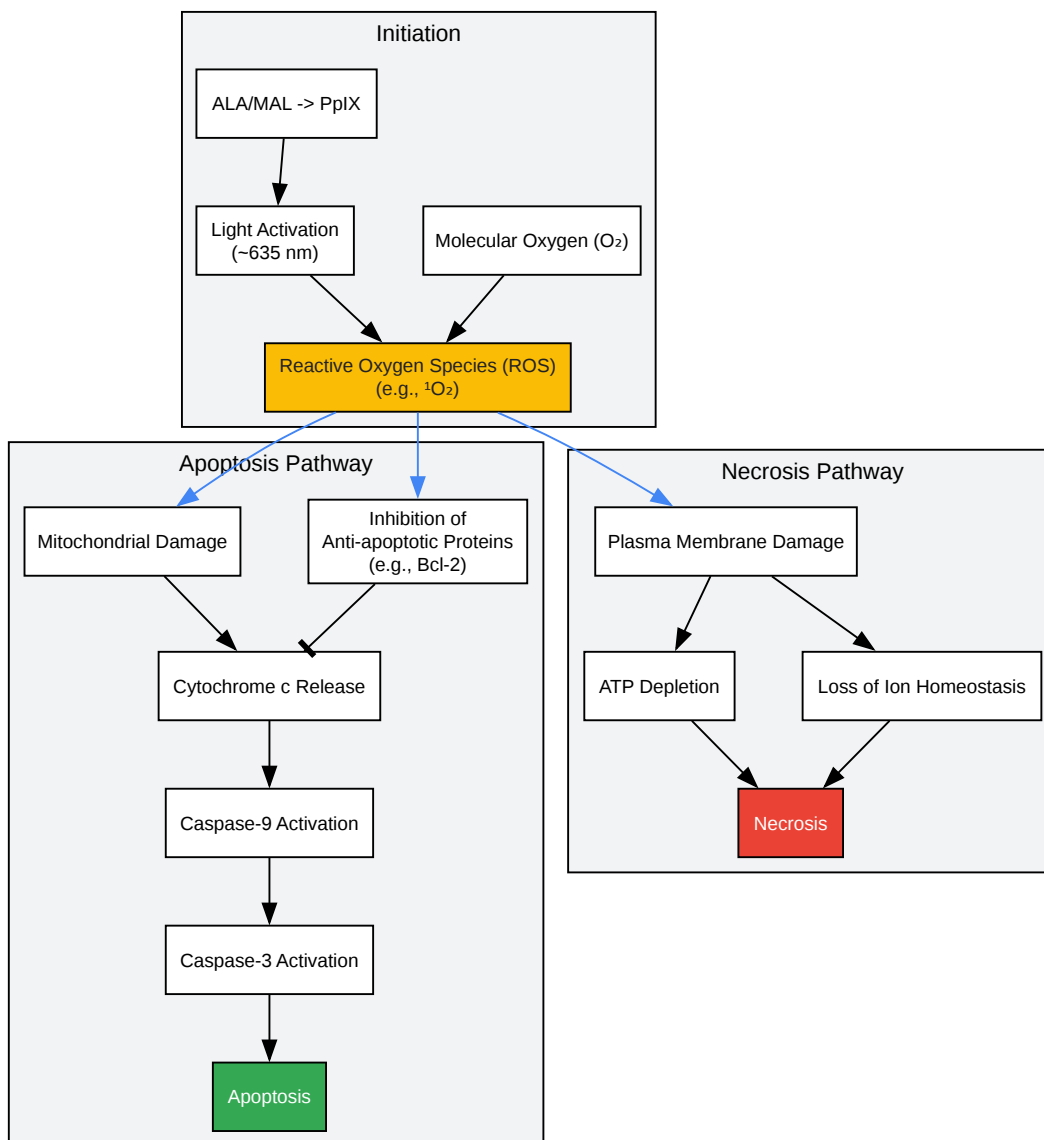 Initiation
ALA/MAL -> PpIX
Light Activation
(~635 nm)
Molecular Oxygen (O₂)
Reactive Oxygen Species (ROS)
(e.g., ¹O₂)
Apoptosis Pathway
Mitochondrial Damage
Inhibition of
Anti-apoptotic Proteins
(e.g., Bcl-2)
Cytochrome c Release
Caspase-9 Activation
Caspase-3 Activation
Apoptosis
Necrosis Pathway
Plasma Membrane Damage
ATP Depletion
Loss of Ion Homeostasis
Necrosis